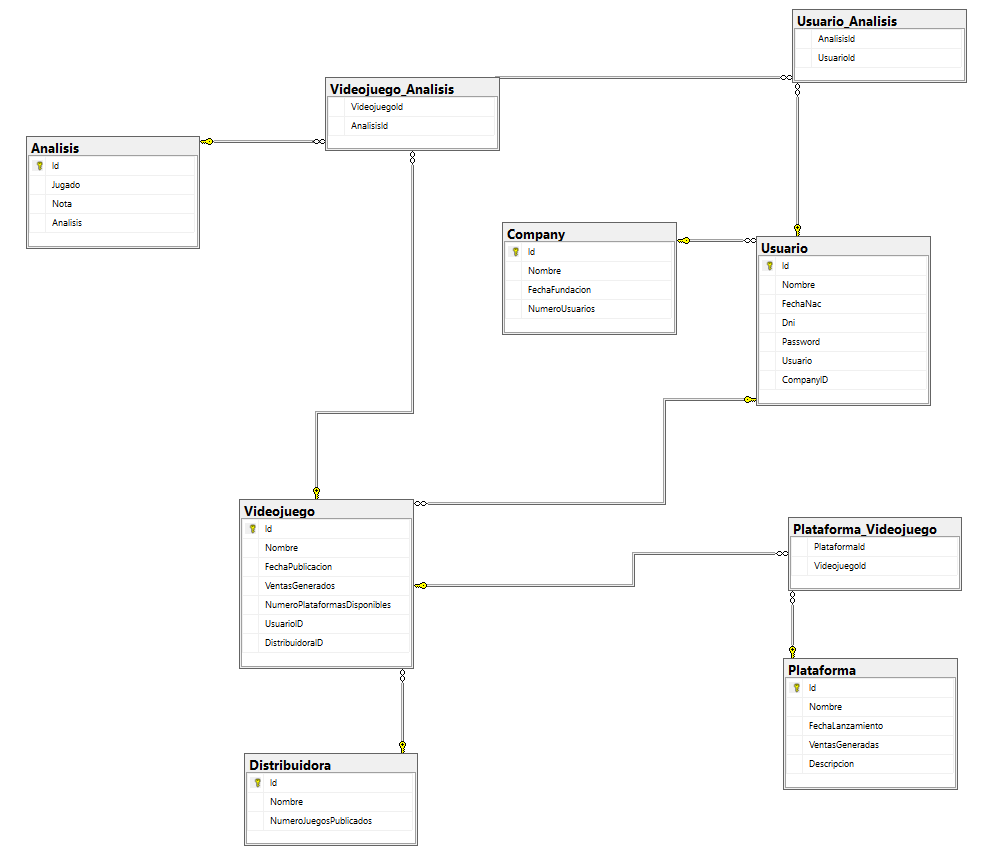 Usuario_Analisis
AnalisisId
UsuarioId
Videojuego_Analisis
VideojuegoId
AnalisisId
Analisis
Id
Jugado
Nota
Analisis
Company
Id
Nombre
FechaFundacion
NumeroUsuarios
Usuario
Id
Nombre
FechaNac
Dni
Password
Usuario
CompanyID
Videojuego
Id
Nombre
FechaPublicacion
VentasGenerados
NumeroPlataformasDisponibles
UsuarioID
DistribuidoraID
Plataforma_Videojuego
PlataformaId
VideojuegoId
Plataforma
Id
Nombre
FechaLanzamiento
VentasGeneradas
Descripcion
Distribuidora
Id
Nombre
NumeroJuegosPublicados